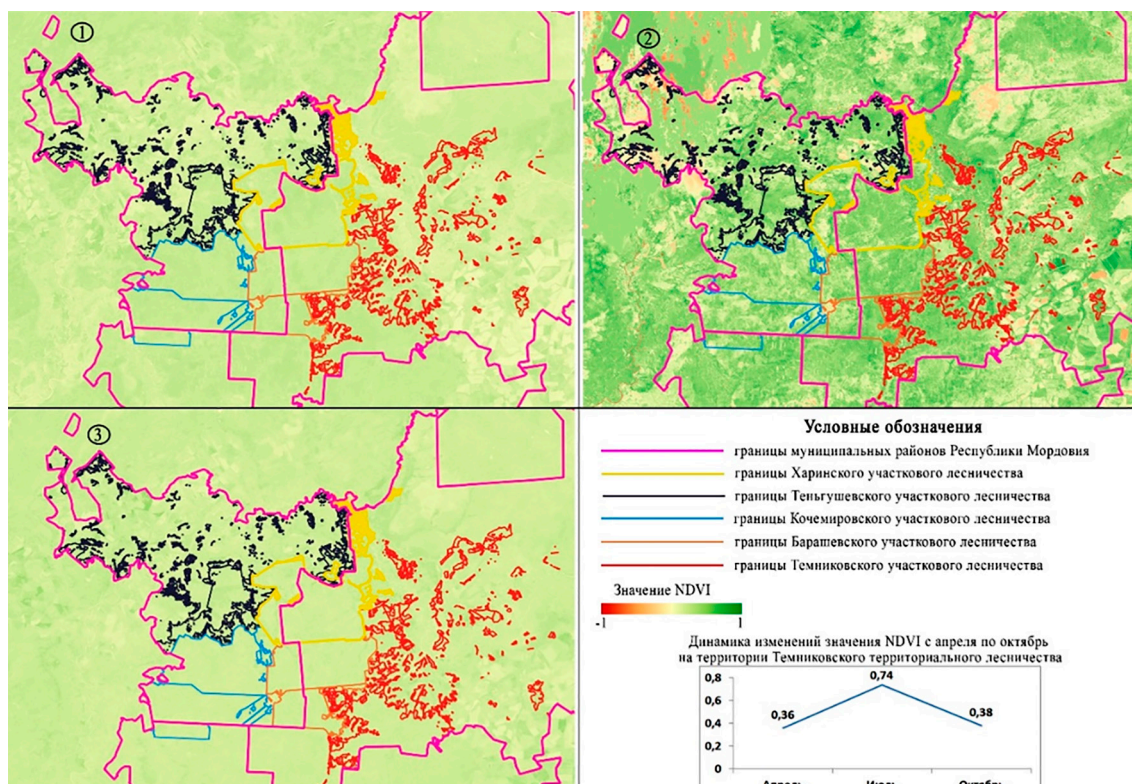 1
2
3
Условные обозначения
границы муниципальных районов Республики Мордовия
границы Харинского участкового лесничества
границы Теньгушевского участкового лесничества
границы Кочемировского участкового лесничества
границы Барашевского участкового лесничества
границы Темниковского участкового лесничества
Значение NDVI
-1 1
Динамика изменений значения NDVI с апреля по октябрь
на территории Темниковского территориального лесничества
0,8
0,6
0,4
0,2
0
0,36
0,74
0,38